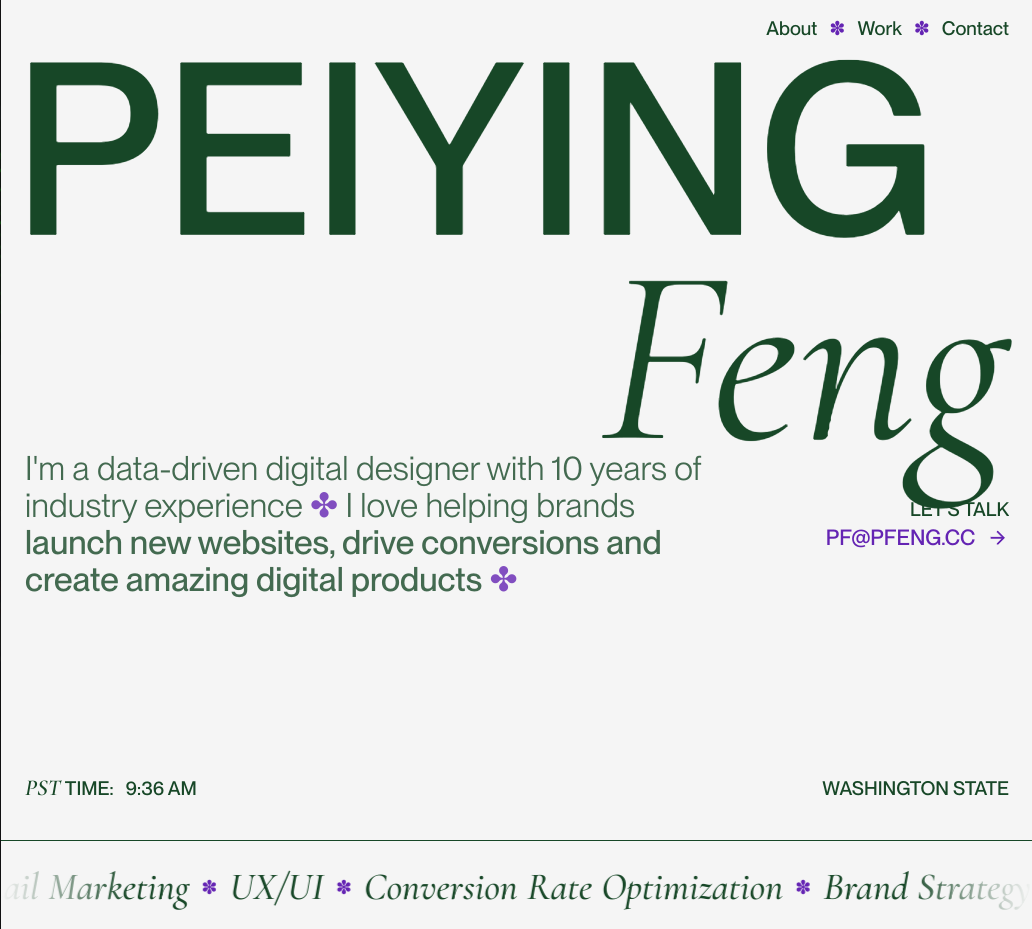 About ✽ Work ✽ Contact
PEIYING
Feng
I'm a data-driven digital designer with 10 years of
industry experience ✣ I love helping brands
launch new websites, drive conversions and
create amazing digital products ✣
LET'S TALK
PF@PFENG.CC →
PST TIME: 9:36 AM
WASHINGTON STATE
ail Marketing ✽ UX/UI ✽ Conversion Rate Optimization ✽ Brand Strategy